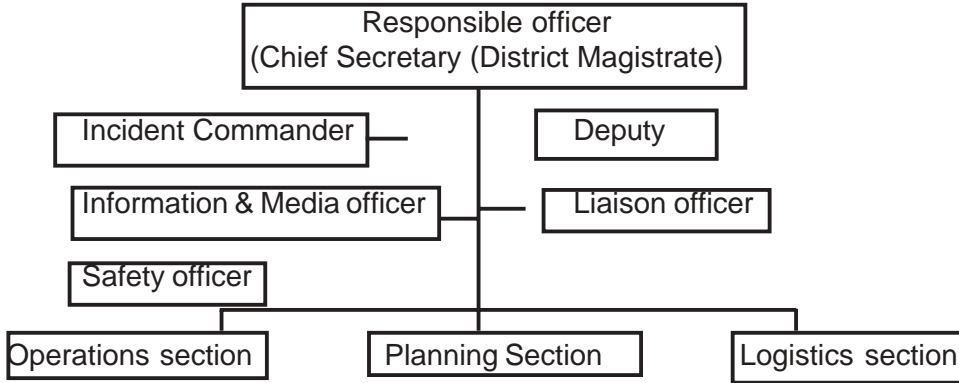 Responsible officer
(Chief Secretary (District Magistrate)
Incident Commander
Deputy
Information & Media officer
Liaison officer
Safety officer
Operations section
Planning Section
Logistics section